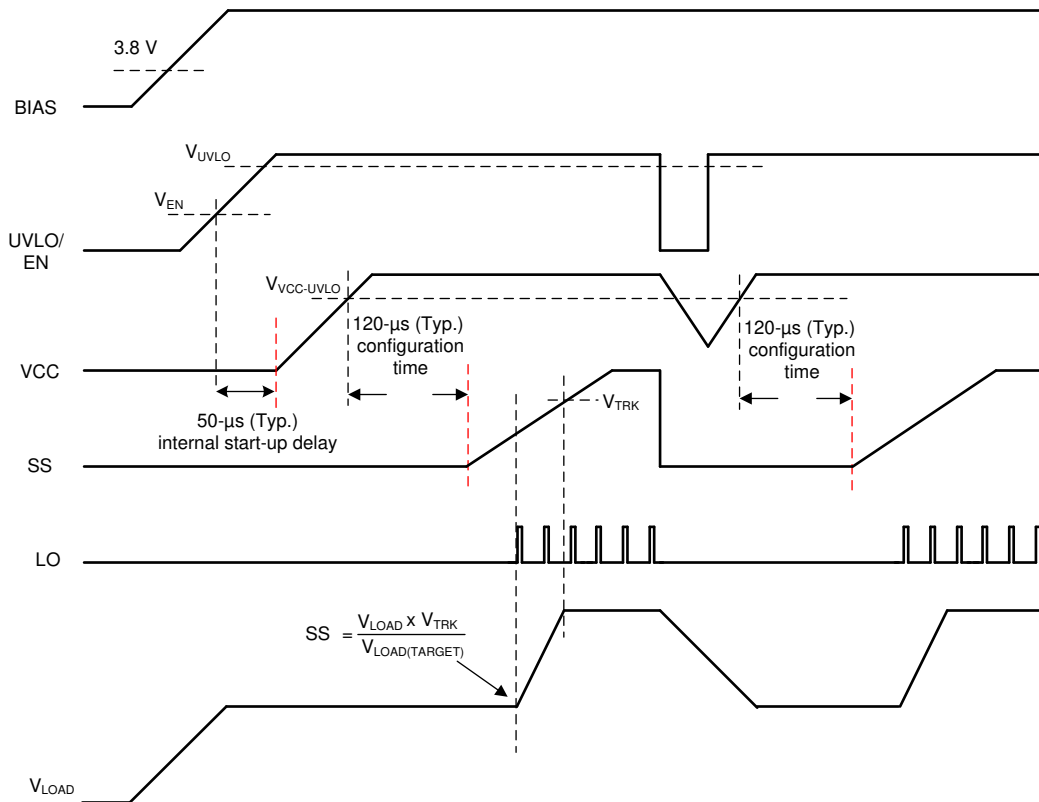 3.8 V
BIAS
VUVLO
VEN
UVLO/
EN
VVCC-UVLO
120-µs (Typ.)
configuration
time
120-µs (Typ.)
configuration
time
VCC
VTRK
50-µs (Typ.)
internal start-up delay
SS
LO
SS = VLOAD x VTRK
VLOAD(TARGET)
VLOAD